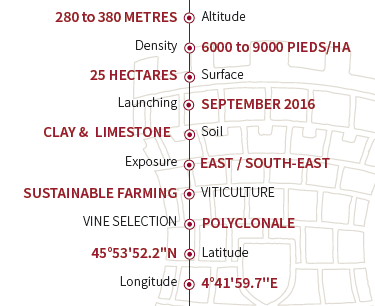 280 to 380 METRES Altitude
Density 6000 to 9000 PIEDS/HA
25 HECTARES Surface
Launching SEPTEMBER 2016
CLAY & LIMESTONE Soil
Exposure EAST / SOUTH-EAST
SUSTAINABLE FARMING VITICULTURE
VINE SELECTION POLYCLONALE
45°53'52.2"N Latitude
Longitude 4°41'59.7''E